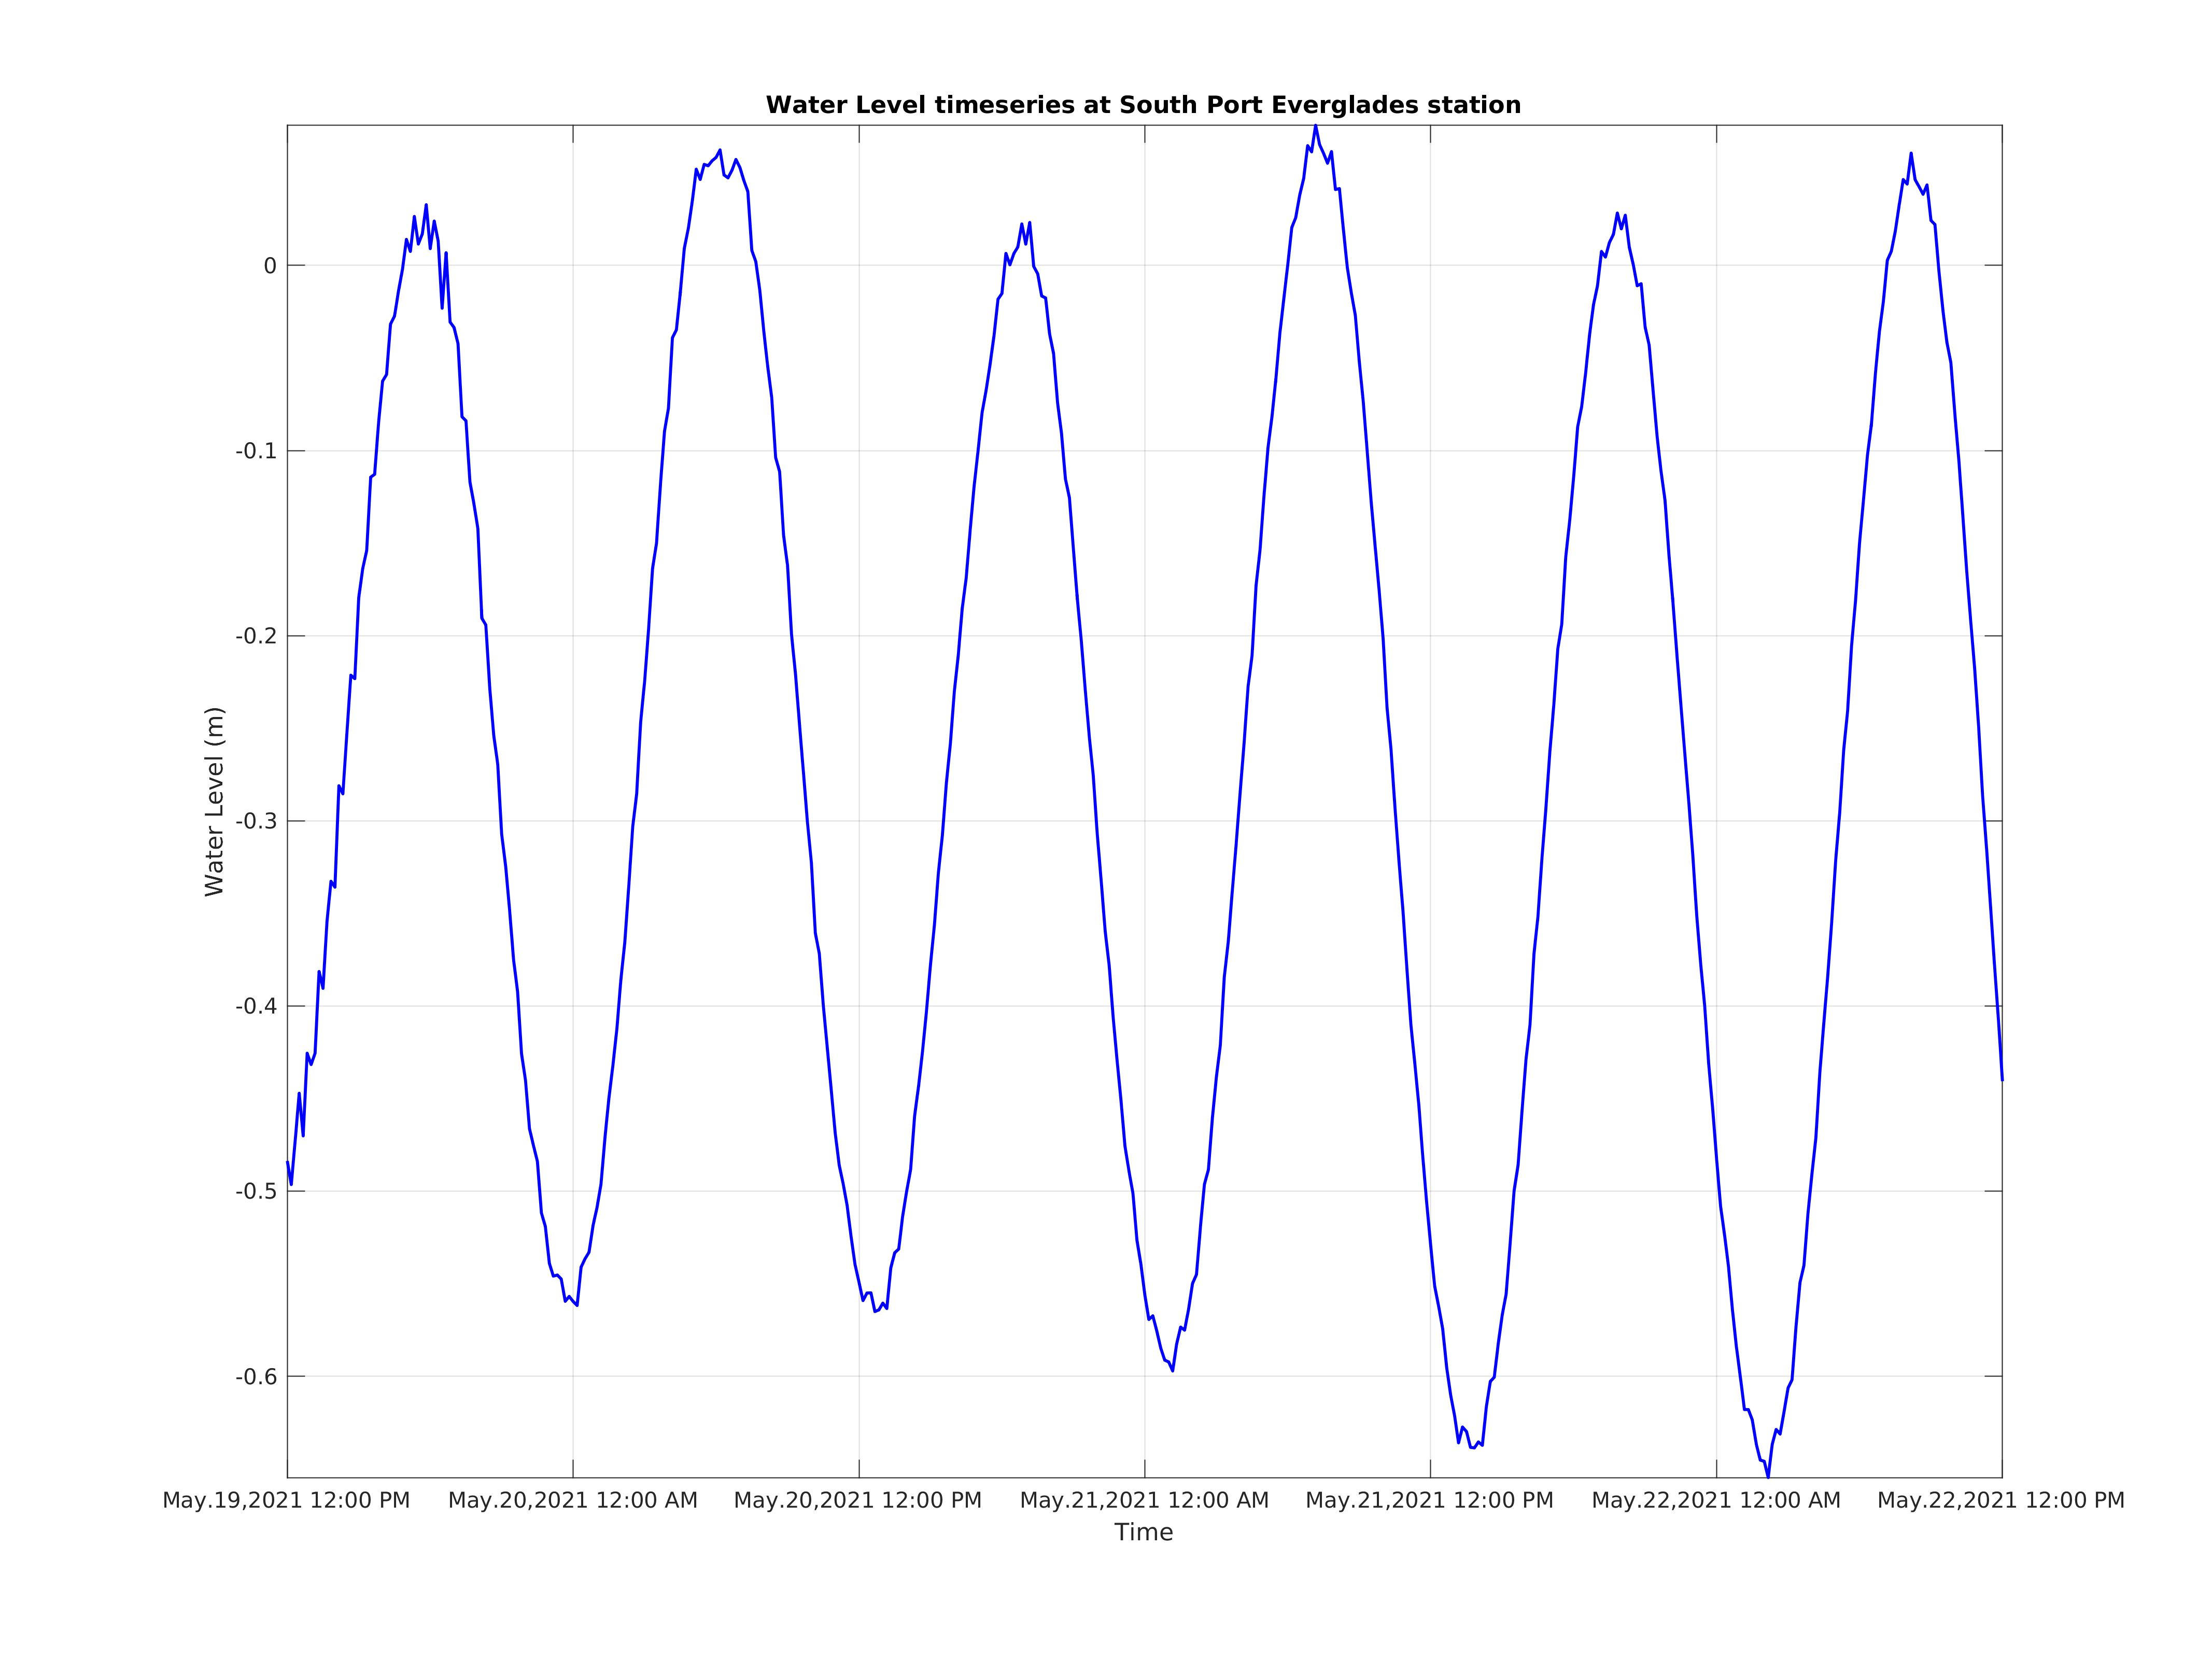 Water Level timeseries at South Port Everglades station
0
-0.1
-0.2
-0.3
-0.4
-0.5
-0.6
Water Level (m)
May.19,2021 12:00 PM
May.20,2021 12:00 AM
May.20,2021 12:00 PM
May.21,2021 12:00 AM
May.21,2021 12:00 PM
May.22,2021 12:00 AM
May.22,2021 12:00 PM
Time